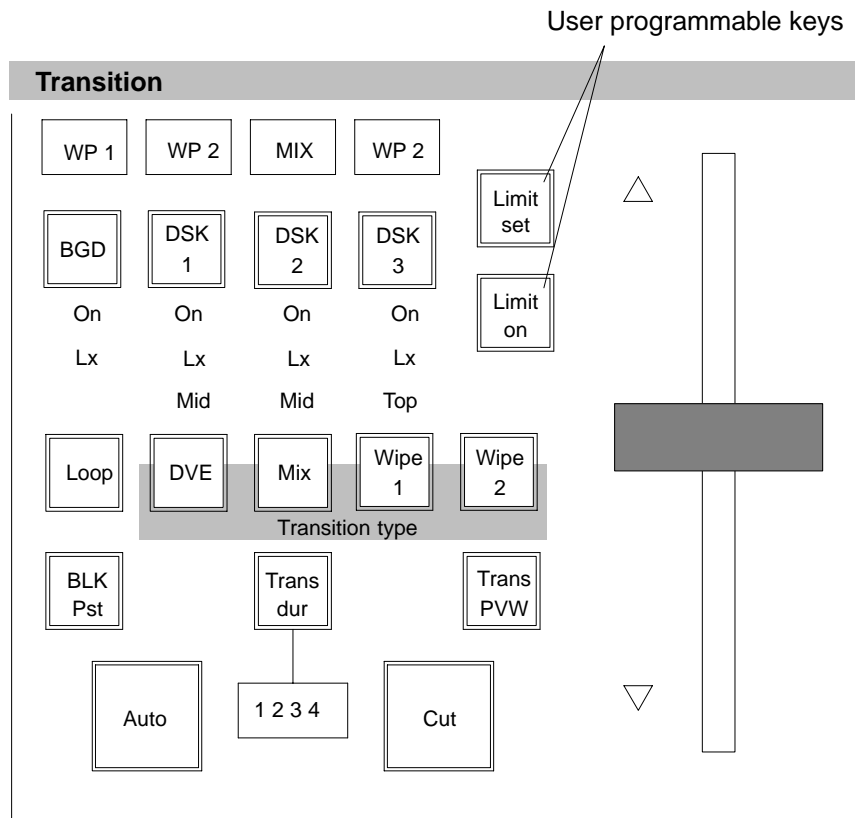 User programmable keys
Transition
WP 1 WP 2 MIX WP 2
Limit
set
BGD DSK
1 DSK
2 DSK
3
Limit
on
On On On On
Lx Lx Lx Lx
Mid Mid Top
Loop DVE Mix Wipe
1 Wipe
2
Transition type
BLK
Pst Trans
dur Trans
PVW
Auto 1 2 3 4 Cut